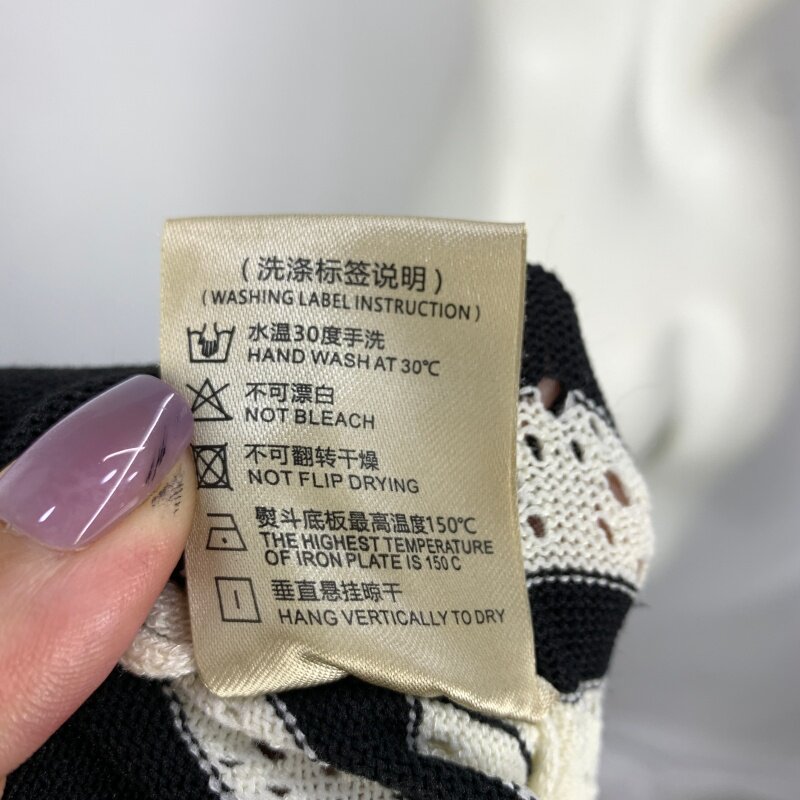 (洗涤标签说明)
(WASHING LABEL INSTRUCTION)
水温30度手洗
HAND WASH AT 30℃
不可漂白
NOT BLEACH
不可翻转干燥
NOT FLIP DRYING
熨斗底板最高温度150℃
THE HIGHEST TEMPERATURE
OF IRON PLATE IS 150 C
垂直悬挂晾干
HANG VERTICALLY TO DRY